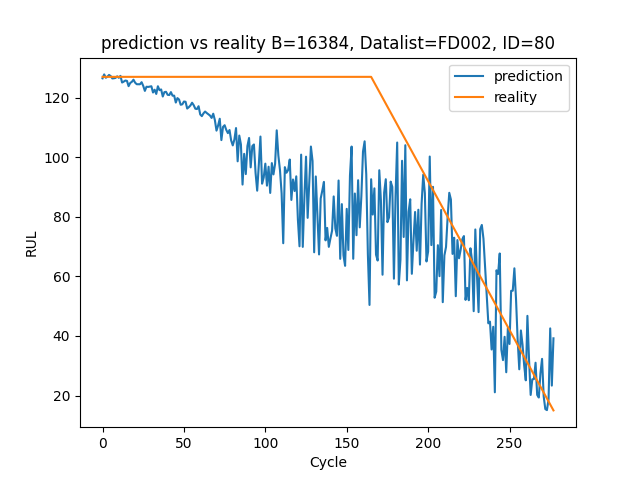 prediction vs reality B=16384, Datalist=FD002, ID=80
prediction
reality
RUL
120
100
80
60
40
20
0 50 100 150 200 250
Cycle